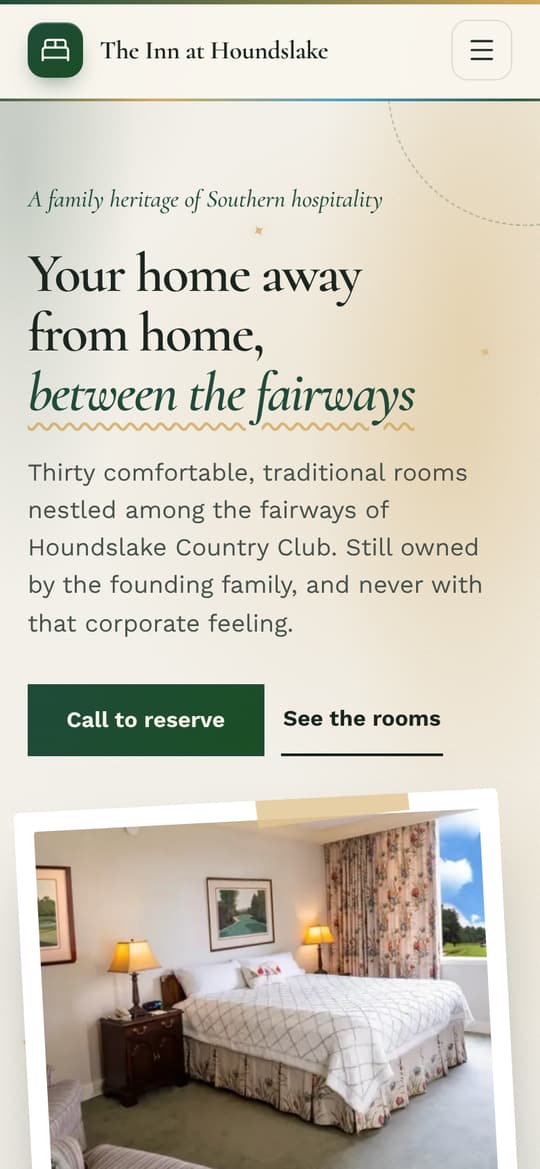 The Inn at Houndslake
A family heritage of Southern hospitality
Your home away
from home,
between the fairways
Thirty comfortable, traditional rooms
nestled among the fairways of
Houndslake Country Club. Still owned
by the founding family, and never with
that corporate feeling.
Call to reserve
See the rooms